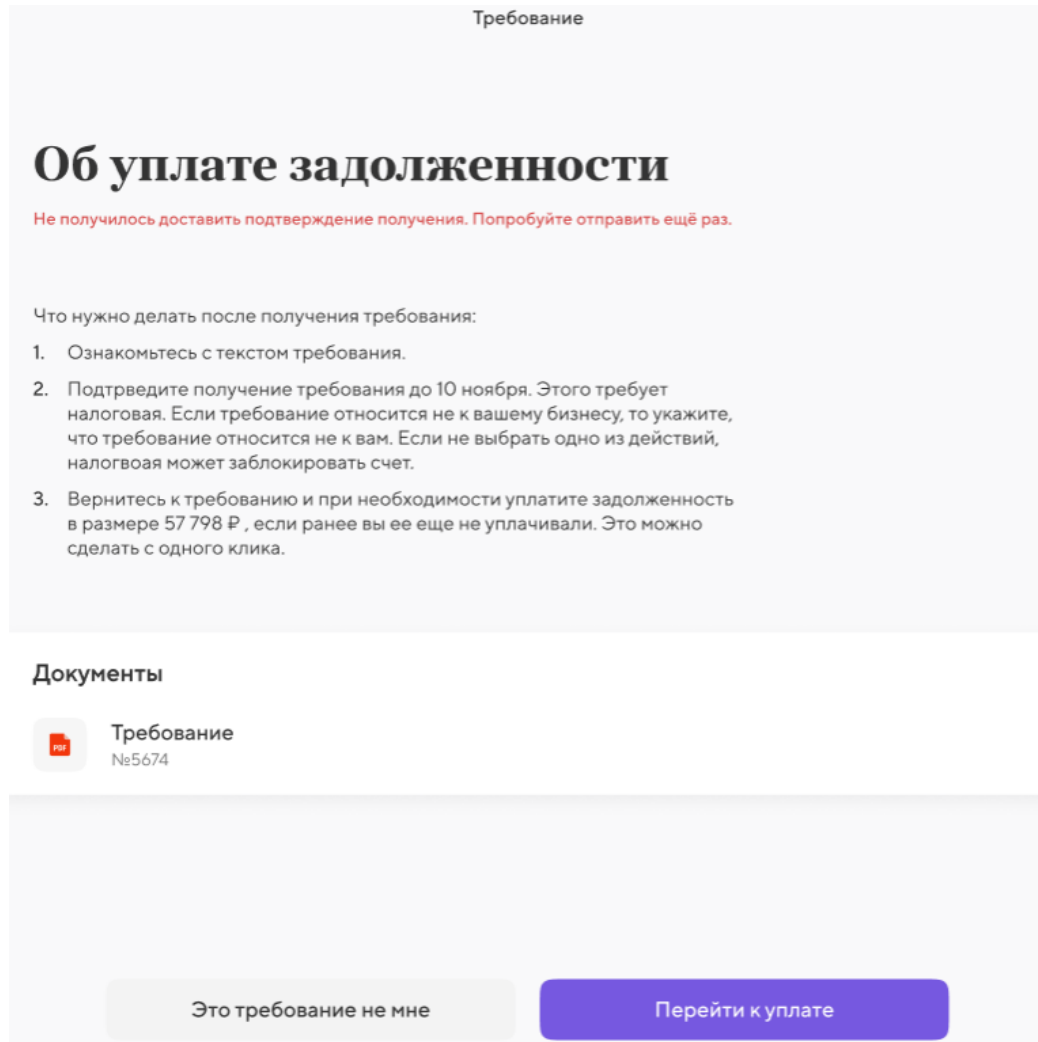 Требование
Об уплате задолженности
Не получилось доставить подтверждение получения. Попробуйте отправить ещё раз.
Что нужно делать после получения требования:
1. Ознакомьтесь с текстом требования.
2. Подтрведите получение требования до 10 ноября. Этого требует
налоговая. Если требование относится не к вашему бизнесу, то укажите,
что требование относится не к вам. Если не выбрать одно из действий,
налогвоая может заблокировать счет.
3. Вернитесь к требованию и при необходимости уплатите задолженность
в размере 57 798 ₽ , если ранее вы ее еще не уплачивали. Это можно
сделать с одного клика.
Документы
PDF
Требование
№5674
Это требование не мне
Перейти к уплате